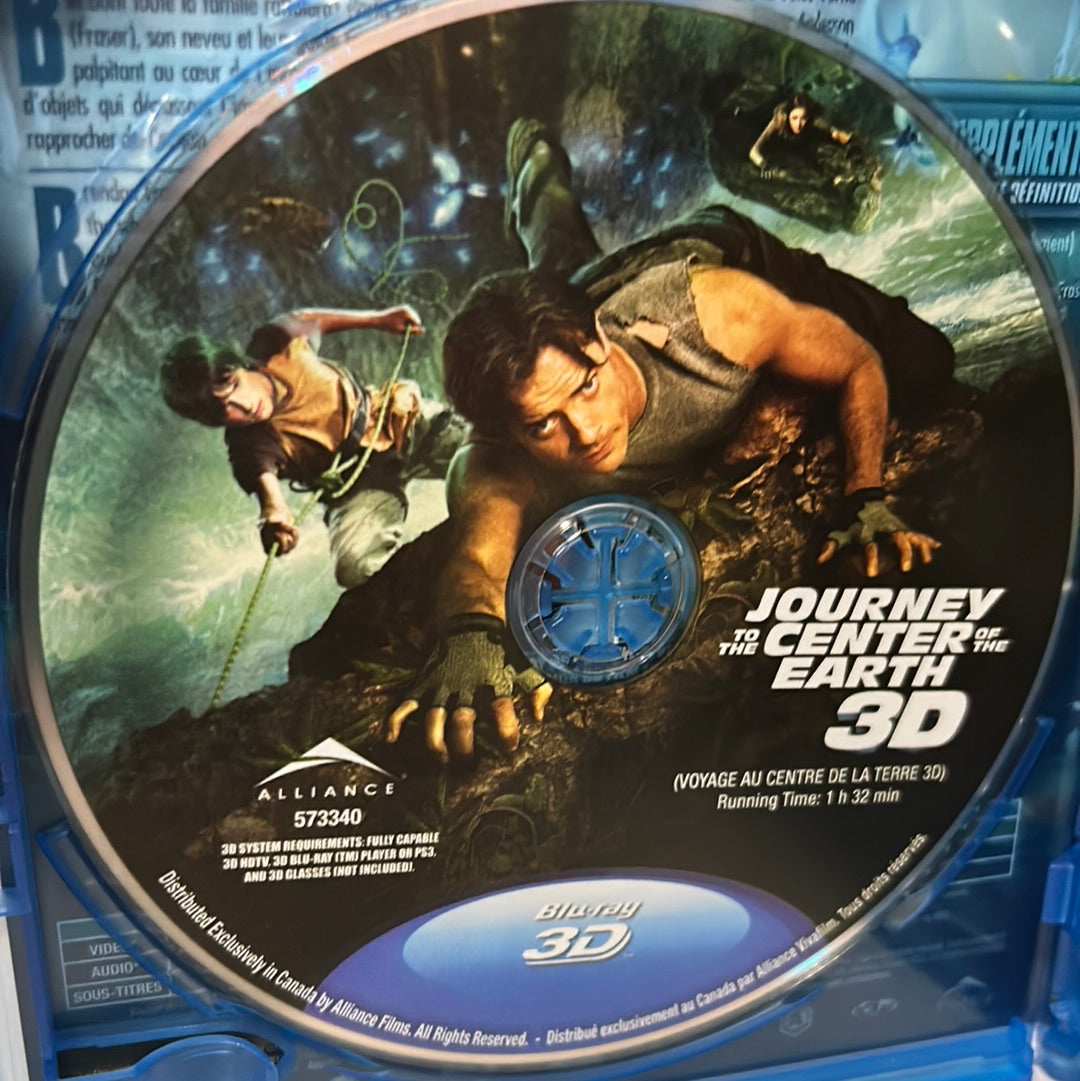 (Fraser), son neveu et
palpitant au cœur
d'objets qui
rapprocher de
PPLÉMENT
DÉFINITION
JOURNEY
TO THE CENTER OF THE
EARTH
3D
(VOYAGE AU CENTRE DE LA TERRE 3D)
Running Time: 1 h 32 min
ALLIANCE
573340
3D SYSTEM REQUIREMENTS: FULLY CAPABLE
3D HDTV, 3D BLU-RAY (TM) PLAYER OR PS3,
AND 3D GLASSES (NOT INCLUDED).
Blu-ray
3D
Distributed Exclusively in Canada by Alliance Films. All Rights Reserved. - Distribué exclusivement au Canada par Alliance Vivafilm. Tous droits réservés.
AUDIO
SOUS-TITRES